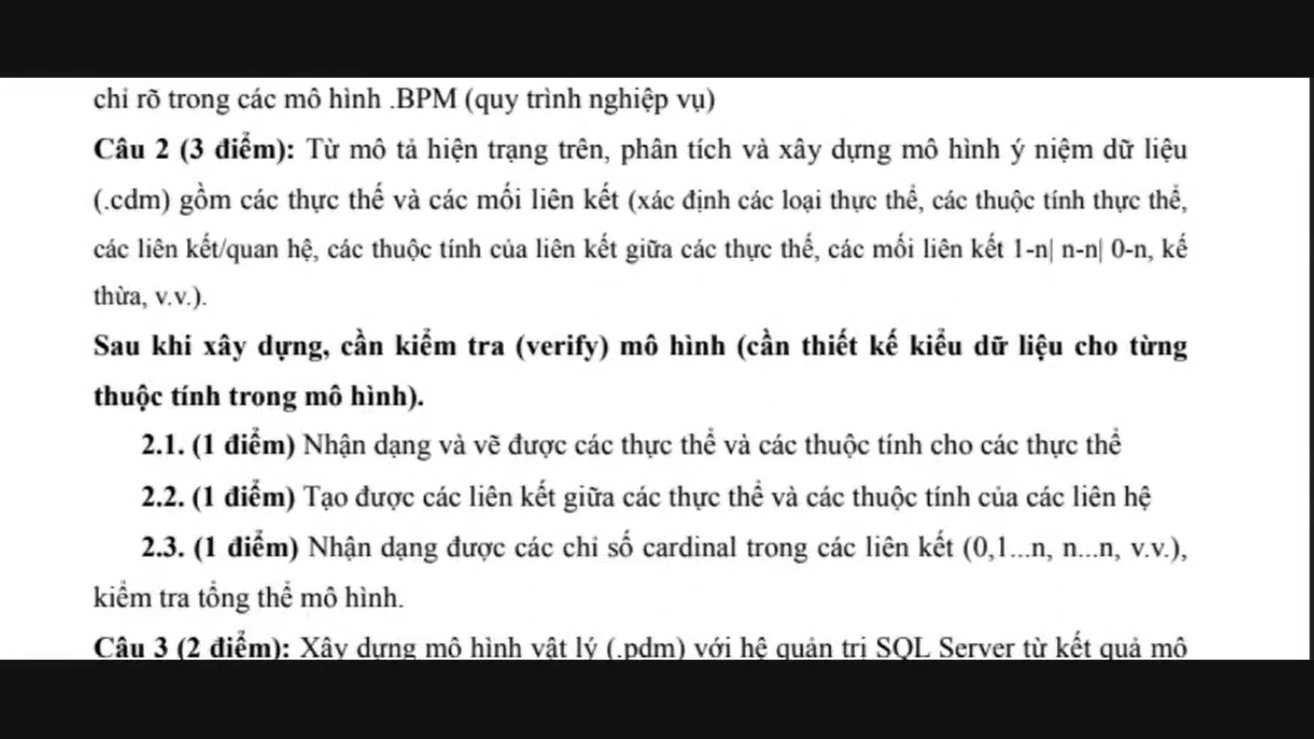 chỉ rõ trong các mô hình .BPM (quy trình nghiệp vụ)
Câu 2 (3 điểm): Từ mô tả hiện trạng trên, phân tích và xây dựng mô hình ý niệm dữ liệu
(.cdm) gồm các thực thể và các mối liên kết (xác định các loại thực thể, các thuộc tính thực thể,
các liên kết/quan hệ, các thuộc tính của liên kết giữa các thực thể, các mối liên kết 1-n| n-n| 0-n, kế
thừa, v.v.).
Sau khi xây dựng, cần kiểm tra (verify) mô hình (cần thiết kế kiểu dữ liệu cho từng
thuộc tính trong mô hình).
2.1. (1 điểm) Nhận dạng và vẽ được các thực thể và các thuộc tính cho các thực thể
2.2. (1 điểm) Tạo được các liên kết giữa các thực thể và các thuộc tính của các liên hệ
2.3. (1 điểm) Nhận dạng được các chỉ số cardinal trong các liên kết (0,1...n, n...n, v.v.),
kiểm tra tổng thể mô hình.
Câu 3 (2 điểm): Xây dựng mô hình vật lý (.pdm) với hệ quản trị SQL Server từ kết quả mô